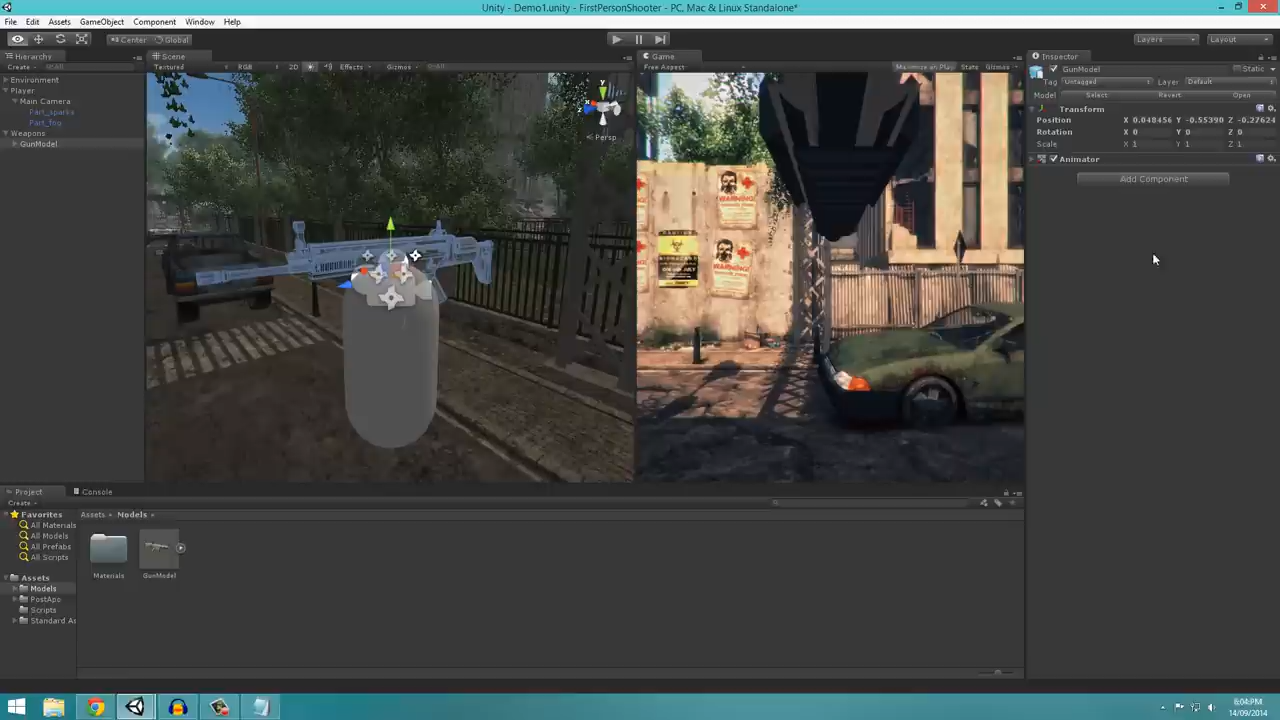 Unity - Demo1.unity - FirstPersonShooter - PC, Mac & Linux Standalone*
File Edit Assets GameObject Component Window Help
Center Global
Layers Layout
Hierarchy
Create
Environment
Player
Main Camera
Part_sparks
Part_fog
Weapons
GunModel
Scene
Textured RGB 2D Effects Gizmos
y
x
Persp
Game
Free Aspect Maximize on Play Stats Gizmos
WARNING
WARNING
Inspector
GunModel Static
Tag Untagged Layer Default
Model Select Revert Open
Transform
Position X 0.048456 Y -0.5539 Z -0.27624
Rotation X 0 Y 0 Z 0
Scale X 1 Y 1 Z 1
Animator
Add Component
Project Console
Create
Favorites
All Materials
All Models
All Prefabs
All Scripts
Assets
Models
PostApo
Scripts
Standard As
Assets Models
Materials
GunModel
6:04 PM
14/09/2014